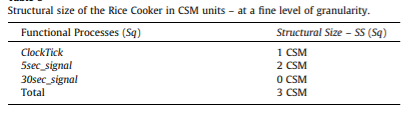 Structural size of the Rice Cooker in CSM units – at a fine level of granularity.
Functional Processes (Sq) Structural Size – SS (Sq)
ClockTick 1 CSM
5sec_signal 2 CSM
30sec_signal 0 CSM
Total 3 CSM